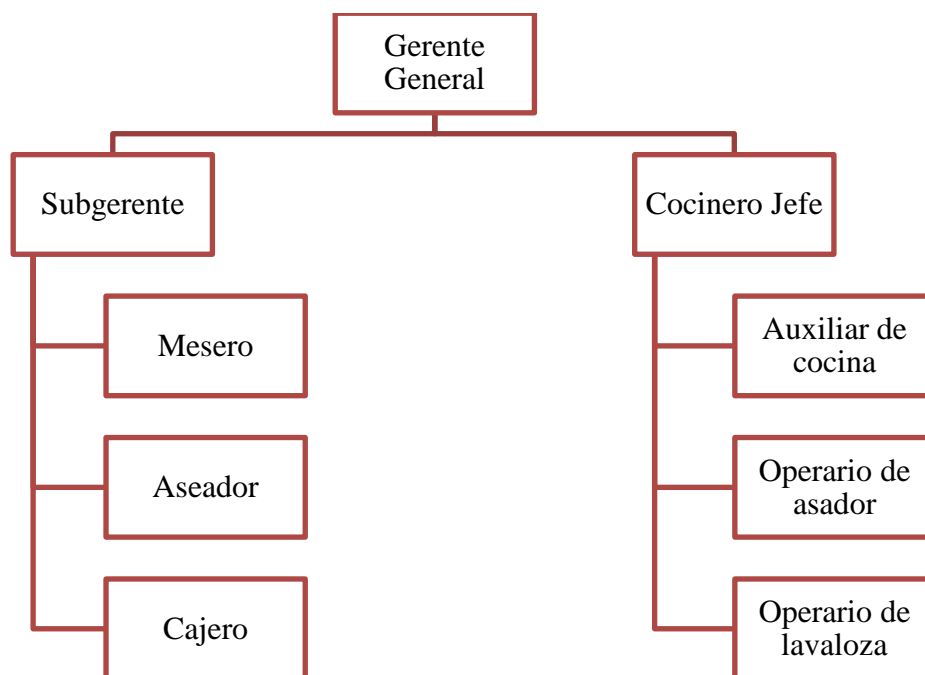 Gerente
General
Subgerente
Cocinero Jefe
Mesero
Auxiliar de
cocina
Aseador
Operario de
asador
Cajero
Operario de
lavaloza